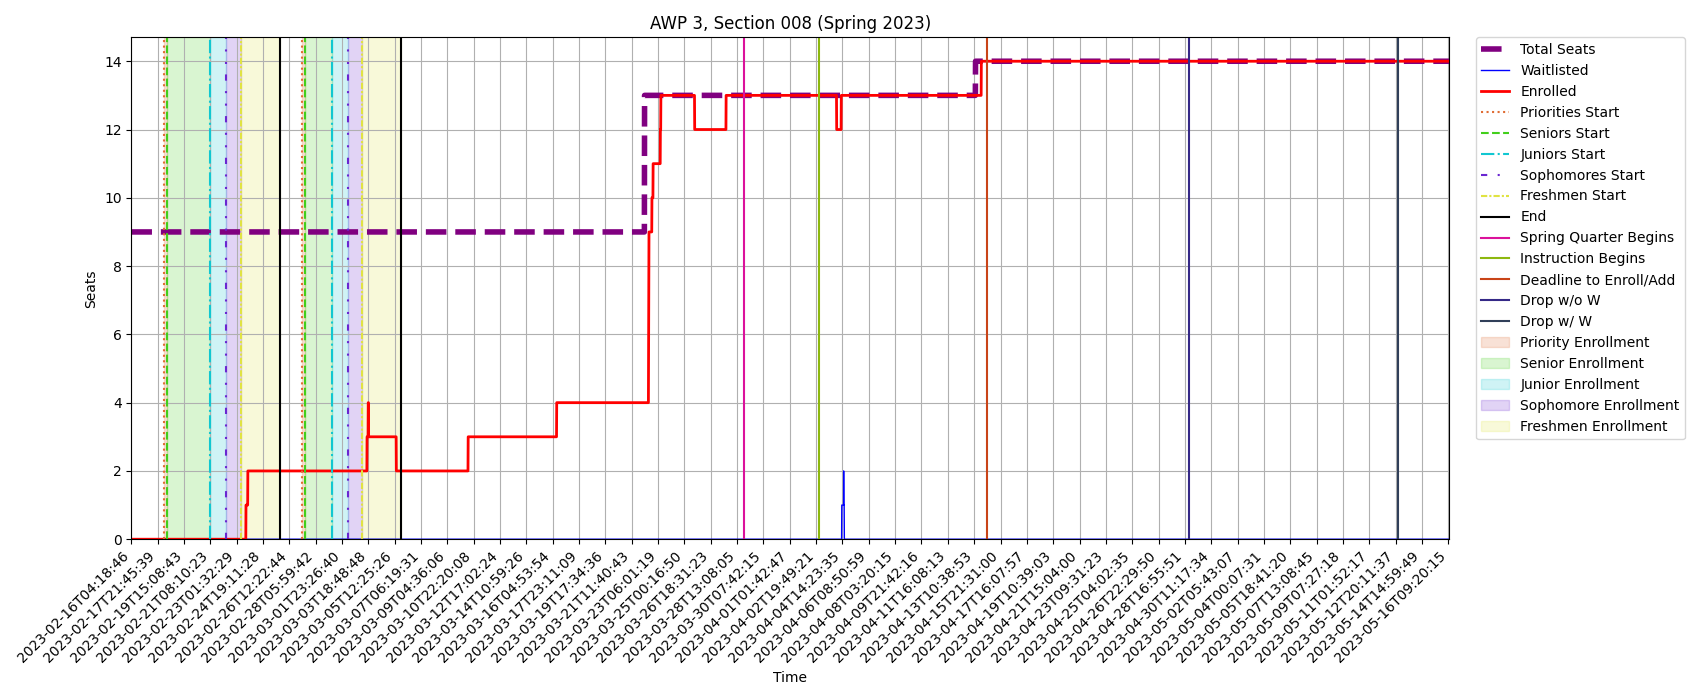 AWP 3, Section 008 (Spring 2023)
Seats
14
12
10
8
6
4
2
0
2023-02-16T04:18:46
2023-02-17T21:45:39
2023-02-19T15:08:43
2023-02-21T08:10:23
2023-02-23T01:32:29
2023-02-24T19:11:28
2023-02-26T12:22:44
2023-02-28T05:59:42
2023-03-01T23:26:40
2023-03-03T18:48:48
2023-03-05T12:25:26
2023-03-07T06:19:31
2023-03-09T04:36:06
2023-03-10T22:20:08
2023-03-12T17:02:24
2023-03-14T10:59:26
2023-03-16T04:53:54
2023-03-17T23:11:09
2023-03-19T17:34:36
2023-03-21T11:40:43
2023-03-23T06:01:19
2023-03-25T00:16:50
2023-03-26T18:31:23
2023-03-28T13:08:05
2023-03-30T07:42:15
2023-04-01T01:42:47
2023-04-02T19:49:21
2023-04-04T14:23:35
2023-04-06T08:50:59
2023-04-08T03:20:15
2023-04-09T21:42:16
2023-04-11T16:08:13
2023-04-13T10:38:53
2023-04-15T21:31:00
2023-04-17T16:07:57
2023-04-19T10:39:03
2023-04-21T15:04:00
2023-04-23T09:31:23
2023-04-25T04:02:35
2023-04-26T22:29:50
2023-04-28T16:55:51
2023-04-30T11:17:34
2023-05-02T05:43:07
2023-05-04T00:07:31
2023-05-05T18:41:20
2023-05-07T13:08:45
2023-05-09T07:27:18
2023-05-11T01:52:17
2023-05-12T20:11:37
2023-05-14T14:59:49
2023-05-16T09:20:15
Time
Total Seats
Waitlisted
Enrolled
Priorities Start
Seniors Start
Juniors Start
Sophomores Start
Freshmen Start
End
Spring Quarter Begins
Instruction Begins
Deadline to Enroll/Add
Drop w/o W
Drop w/ W
Priority Enrollment
Senior Enrollment
Junior Enrollment
Sophomore Enrollment
Freshmen Enrollment